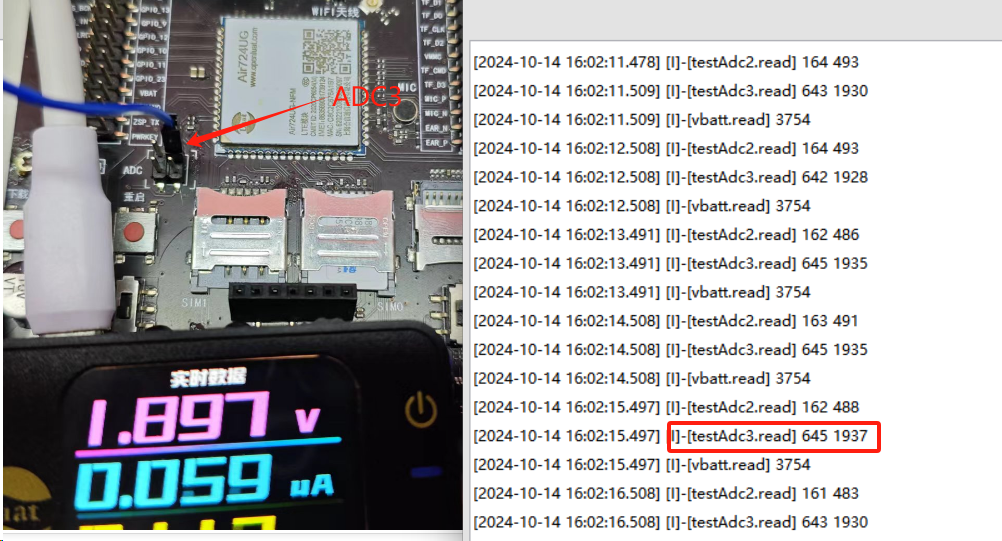 WIFI天线
GPIO_13
GPIO_9
GPIO_12
GPIO_10
GPIO_11
GPIO_23
VBAT
ZSP_TX
PWRKEY
ADC
重启
Air724UG
TF_D1
TF_D0
TF_CLK
TF_D2
VMMC
TF_CMD
TF_D3
MIC_P
MIC_N
EAR_N
EAR_P
MIC
ADC3
SIM1
SIM0
实时数据
1.897 V
0.059 uA
[2024-10-14 16:02:11.478] [I]-[testAdc2.read] 164 493
[2024-10-14 16:02:11.509] [I]-[testAdc3.read] 643 1930
[2024-10-14 16:02:11.509] [I]-[vbatt.read] 3754
[2024-10-14 16:02:12.508] [I]-[testAdc2.read] 164 493
[2024-10-14 16:02:12.508] [I]-[testAdc3.read] 642 1928
[2024-10-14 16:02:12.508] [I]-[vbatt.read] 3754
[2024-10-14 16:02:13.491] [I]-[testAdc2.read] 162 486
[2024-10-14 16:02:13.491] [I]-[testAdc3.read] 645 1935
[2024-10-14 16:02:13.491] [I]-[vbatt.read] 3754
[2024-10-14 16:02:14.508] [I]-[testAdc2.read] 163 491
[2024-10-14 16:02:14.508] [I]-[testAdc3.read] 645 1935
[2024-10-14 16:02:14.508] [I]-[vbatt.read] 3754
[2024-10-14 16:02:15.497] [I]-[testAdc2.read] 162 488
[2024-10-14 16:02:15.497] [I]-[testAdc3.read] 645 1937
[2024-10-14 16:02:15.497] [I]-[vbatt.read] 3754
[2024-10-14 16:02:16.508] [I]-[testAdc2.read] 161 483
[2024-10-14 16:02:16.508] [I]-[testAdc3.read] 643 1930